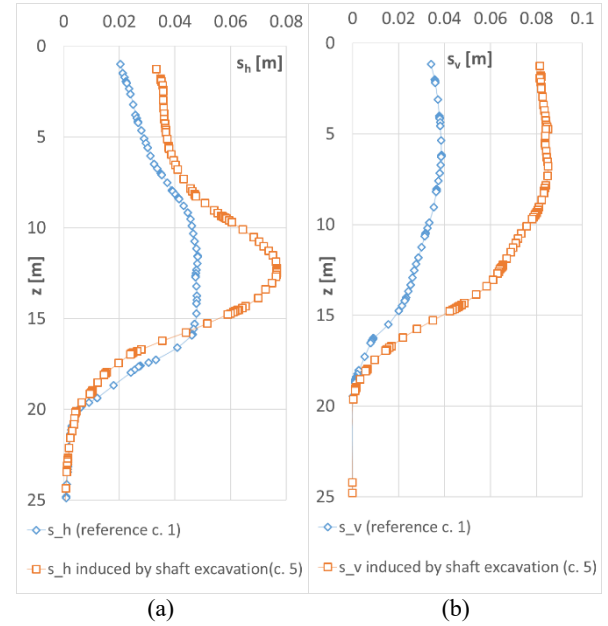 0 0.02 0.04 0.06 0.08
s_h [m]
0
5
10
15
20
25
z [m]
s_h (reference c. 1)
s_h induced by shaft excavation(c. 5)
(a)
0 0.02 0.04 0.06 0.08 0.1
s_v [m]
0
5
10
15
20
25
z [m]
s_v (reference c. 1)
s_v induced by shaft excavation (c. 5)
(b)